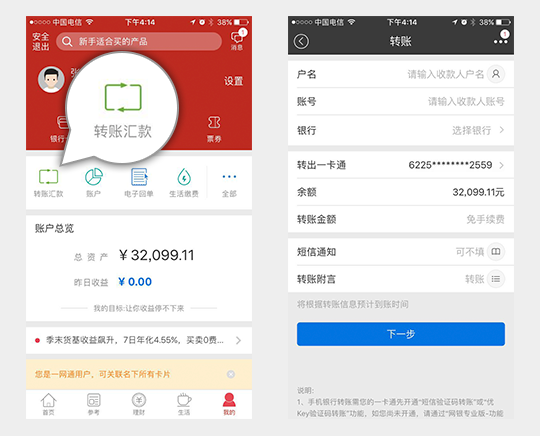 中国电信
下午4:14
38%
安全
退出
新手适合买的产品
消息
1
张
设置
转账汇款
银行
票券
转账汇款
账户
电子回单
生活缴费
全部
账户总览
总 资 产 ¥ 32,099.11
昨日收益 ¥ 0.00
我的目标:让你收益停不下来
季末货基收益飙升，7日年化4.55%，买卖0费...
您是一网通用户，可关联名下所有卡片
首页
参考
理财
生活
我的
中国电信
下午4:14
38%
转账
1
户名 请输入收款人户名
账号 请输入收款人账号
银行 选择银行
转出一卡通 6225********2559
余额 32,099.11元
转账金额 免手续费
短信通知 可不填
转账附言 转账
将根据转账信息预计到账时间
下一步
说明:
1、手机银行转账需您的一卡通先开通“短信验证码转账”或“优
Key验证码转账”功能，如您尚未开通，请通过“网银专业版-功能